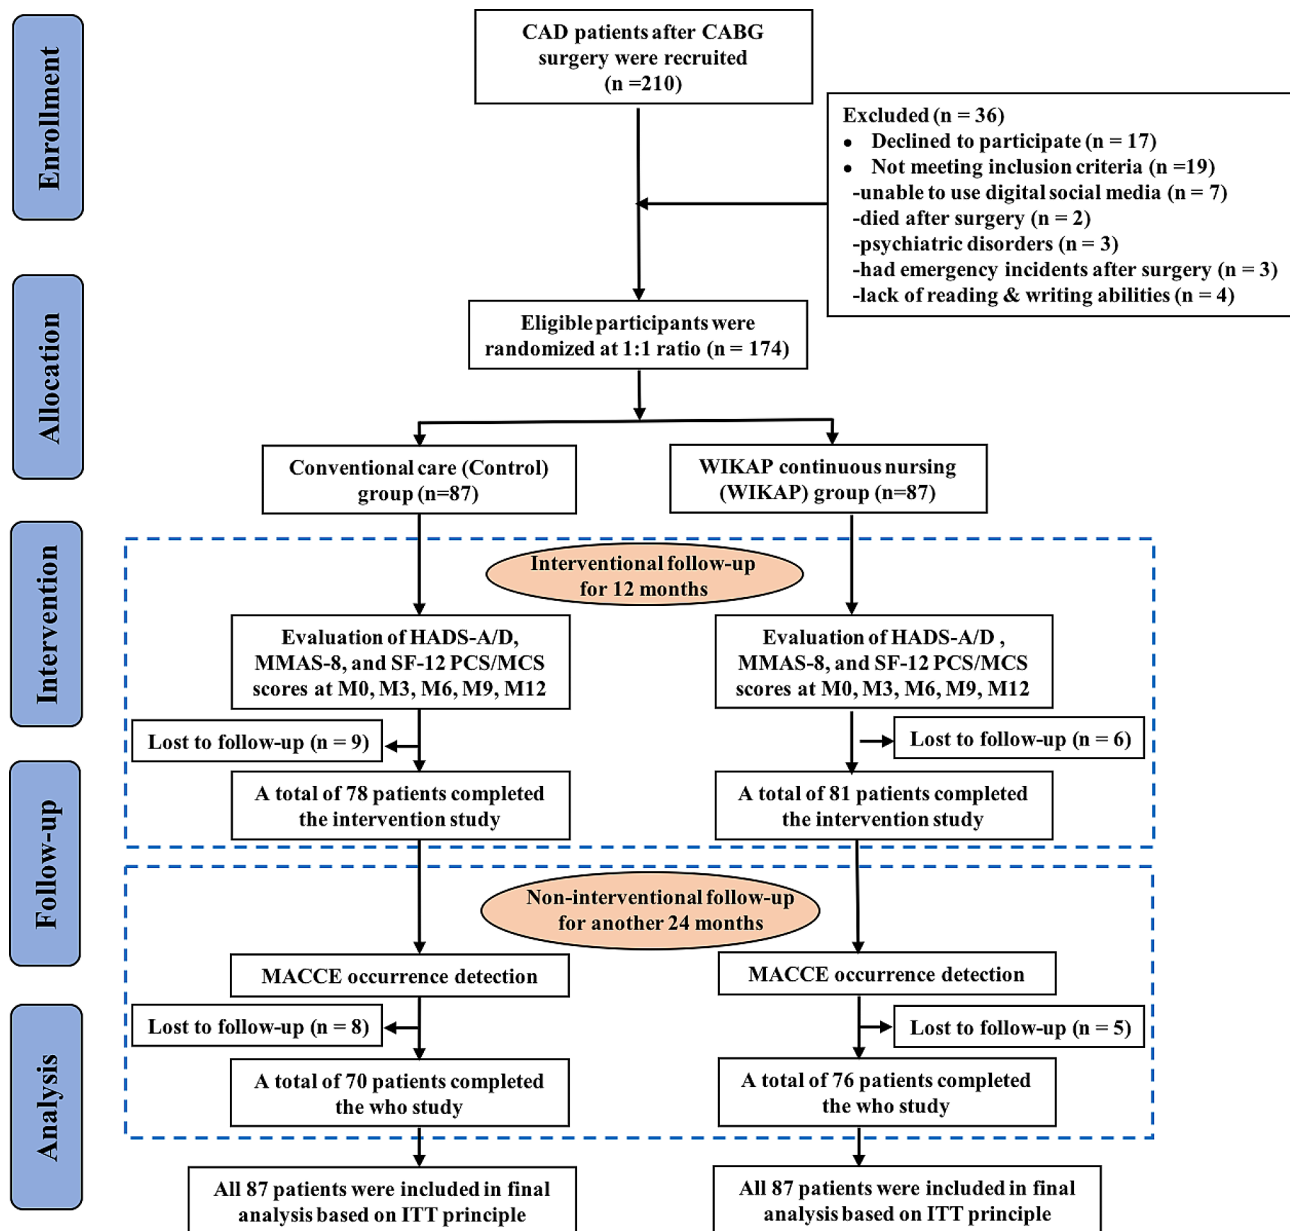 Enrollment
CAD patients after CABG
surgery were recruited
(n =210)
Excluded (n = 36)
• Declined to participate (n = 17)
• Not meeting inclusion criteria (n =19)
-unable to use digital social media (n = 7)
-died after surgery (n = 2)
-psychiatric disorders (n = 3)
-had emergency incidents after surgery (n = 3)
-lack of reading & writing abilities (n = 4)
Allocation
Eligible participants were
randomized at 1:1 ratio (n = 174)
Conventional care (Control)
group (n=87)
WIKAP continuous nursing
(WIKAP) group (n=87)
Intervention
Interventional follow-up
for 12 months
Evaluation of HADS-A/D,
MMAS-8, and SF-12 PCS/MCS
scores at M0, M3, M6, M9, M12
Evaluation of HADS-A/D ,
MMAS-8, and SF-12 PCS/MCS
scores at M0, M3, M6, M9, M12
Lost to follow-up (n = 9)
Lost to follow-up (n = 6)
A total of 78 patients completed
the intervention study
A total of 81 patients completed
the intervention study
Follow-up
Non-interventional follow-up
for another 24 months
MACCE occurrence detection
MACCE occurrence detection
Lost to follow-up (n = 8)
Lost to follow-up (n = 5)
Analysis
A total of 70 patients completed
the who study
A total of 76 patients completed
the who study
All 87 patients were included in final
analysis based on ITT principle
All 87 patients were included in final
analysis based on ITT principle